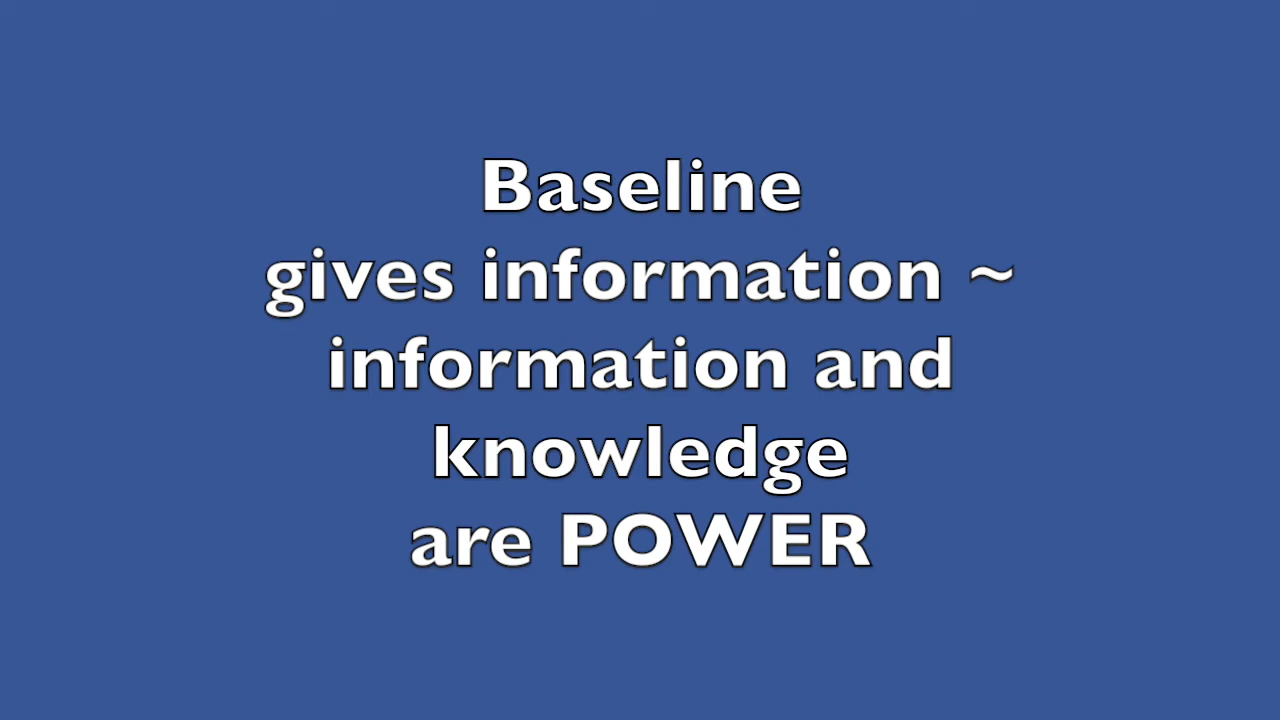 Baseline
gives information ~
information and
knowledge
are POWER